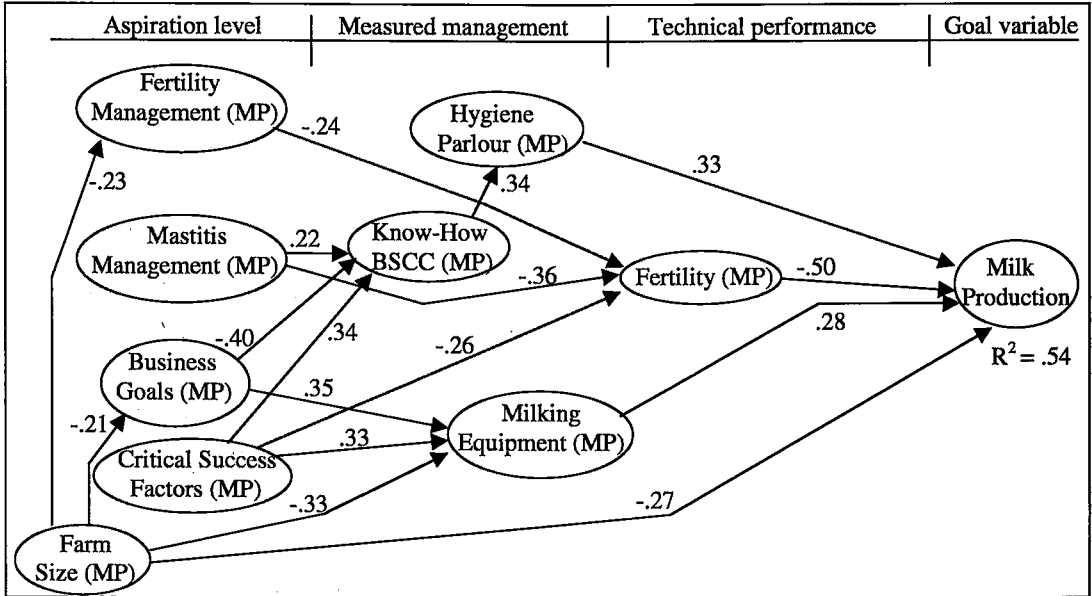 Aspiration level
Measured management
Technical performance
Goal variable
Fertility
Management (MP)
-.24
Hygiene
Parlour (MP)
.33
-.23
.34
Mastitis
Management (MP)
.22
Know-How
BSCC (MP)
-.36
Fertility (MP)
-.50
Milk
Production
R² = .54
-.40
.34
-.26
.28
Business
Goals (MP)
.35
-.21
Milking
Equipment (MP)
.33
Critical Success
Factors (MP)
-.33
-.27
Farm
Size (MP)